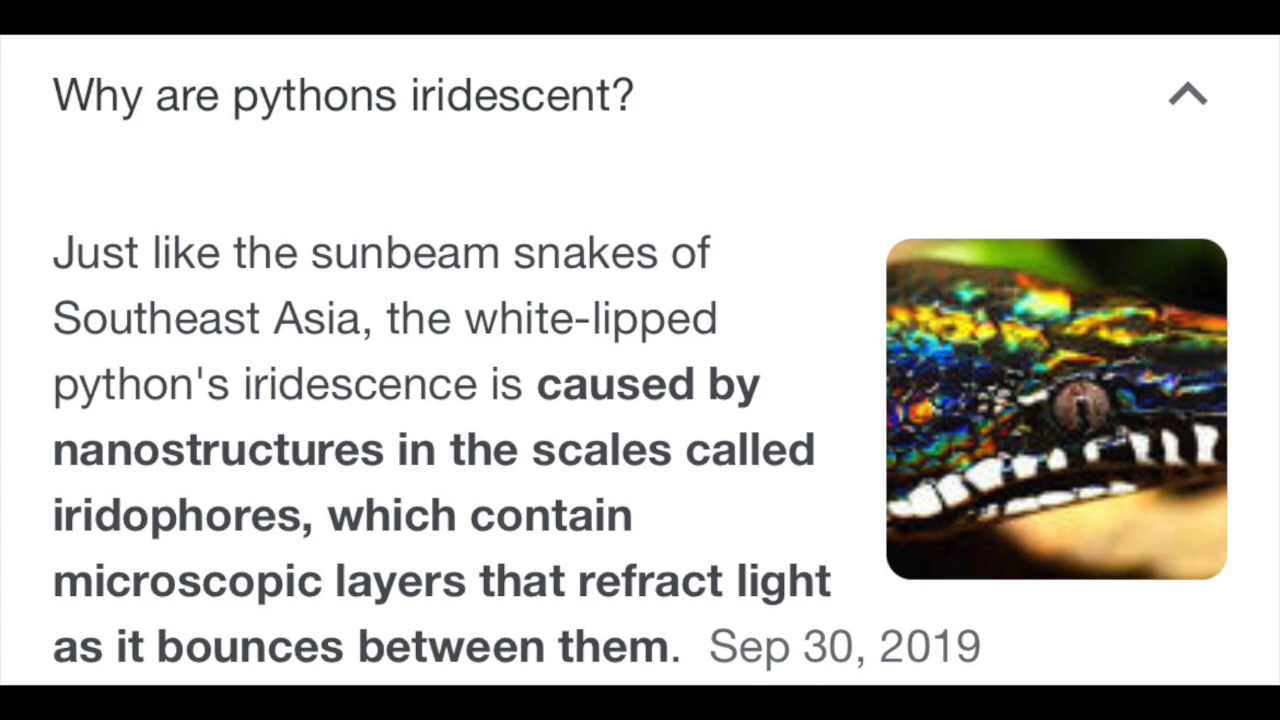 Why are pythons iridescent?
Just like the sunbeam snakes of
Southeast Asia, the white-lipped
python's iridescence is caused by
nanostructures in the scales called
iridophores, which contain
microscopic layers that refract light
as it bounces between them. Sep 30, 2019